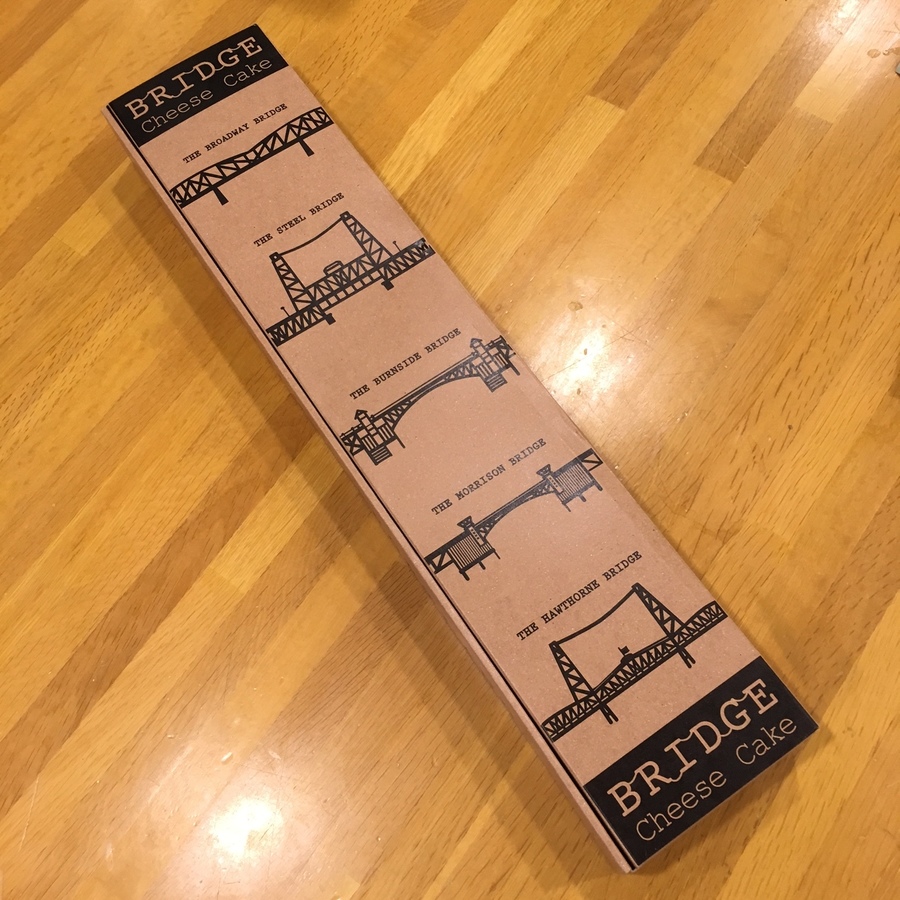 BRIDGE
Cheese Cake
THE BROADWAY BRIDGE
THE STEEL BRIDGE
THE BURNSIDE BRIDGE
THE MORRISON BRIDGE
THE HAWTHORNE BRIDGE
BRIDGE
Cheese Cake